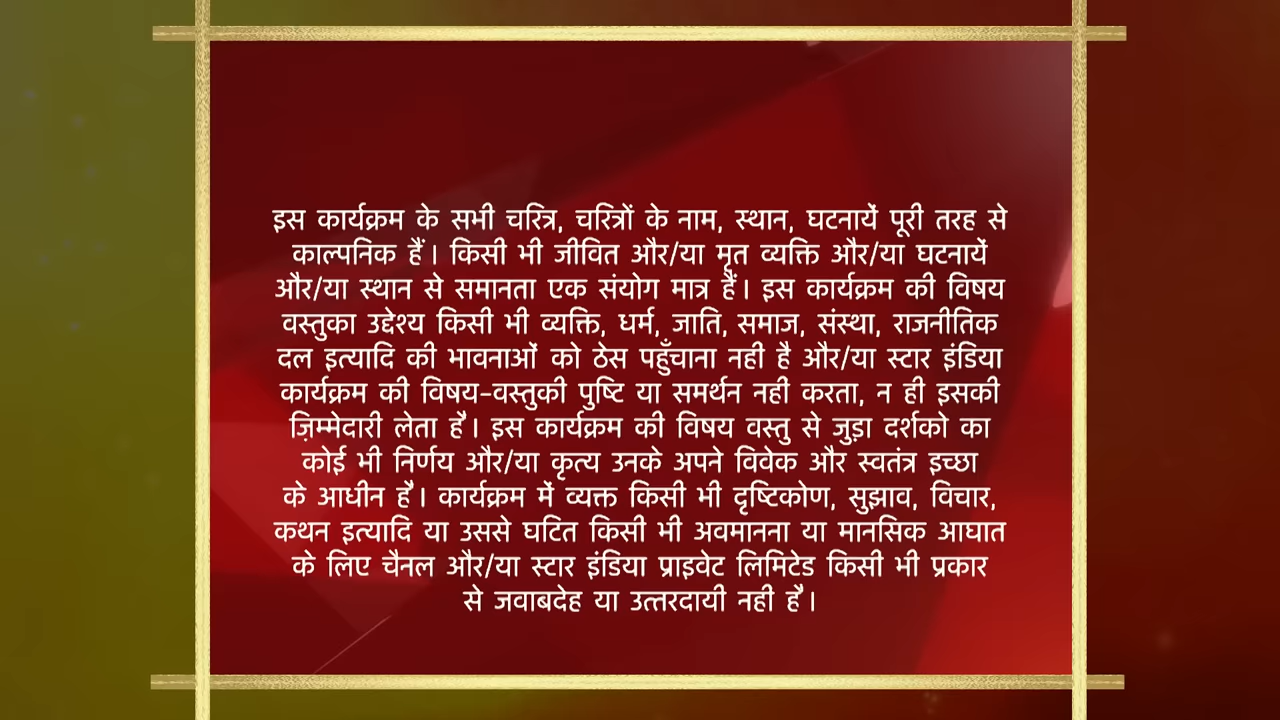 इस कार्यक्रम के सभी चरित्र, चरित्रों के नाम, स्थान, घटनायें पूरी तरह से
काल्पनिक हैं। किसी भी जीवित और/या मृत व्यक्ति और/या घटनायें
और/या स्थान से समानता एक संयोग मात्र हैं। इस कार्यक्रम की विषय
वस्तुका उद्देश्य किसी भी व्यक्ति, धर्म, जाति, समाज, संस्था, राजनीतिक
दल इत्यादि की भावनाओं को ठेस पहुँचाना नही है और/या स्टार इंडिया
कार्यक्रम की विषय-वस्तुकी पुष्टि या समर्थन नही करता, न ही इसकी
ज़िम्मेदारी लेता हैं। इस कार्यक्रम की विषय वस्तु से जुड़ा दर्शको का
कोई भी निर्णय और/या कृत्य उनके अपने विवेक और स्वतंत्र इच्छा
के आधीन हैं। कार्यक्रम में व्यक्त किसी भी दृष्टिकोण, सुझाव, विचार,
कथन इत्यादि या उससे घटित किसी भी अवमानना या मानसिक आघात
के लिए चैनल और/या स्टार इंडिया प्राइवेट लिमिटेड किसी भी प्रकार
से जवाबदेह या उत्तरदायी नही हैं।